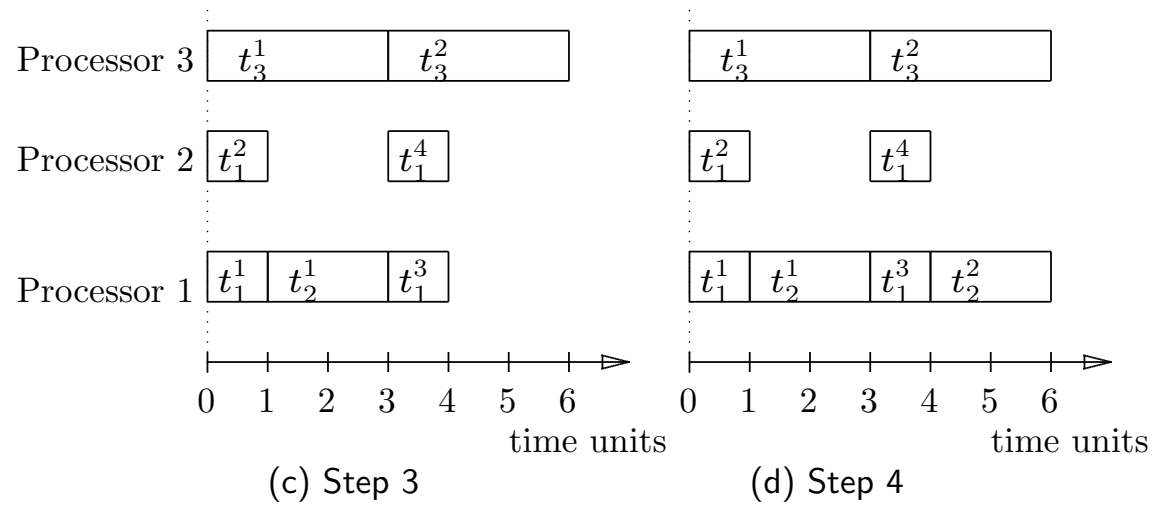 Processor 3 t_3^1 t_3^2 t_3^1 t_3^2
Processor 2 t_1^2 t_1^4 t_1^2 t_1^4
Processor 1 t_1^1 t_2^1 t_1^3 t_1^1 t_2^1 t_1^3 t_2^2
0 1 2 3 4 5 6 0 1 2 3 4 5 6
time units time units
(c) Step 3 (d) Step 4